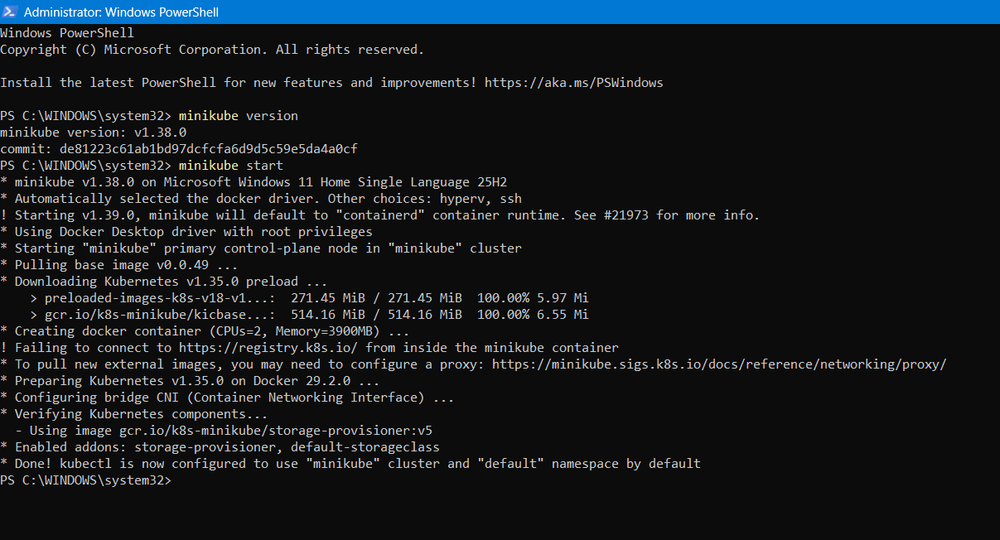 Administrator: Windows PowerShell
Windows PowerShell
Copyright (C) Microsoft Corporation. All rights reserved.
Install the latest PowerShell for new features and improvements! https://aka.ms/PSWindows
PS C:\WINDOWS\system32> minikube version
minikube version: v1.38.0
commit: de81223c61ab1bd97dcfcfa6d9d5c59e5da4a0cf
PS C:\WINDOWS\system32> minikube start
* minikube v1.38.0 on Microsoft Windows 11 Home Single Language 25H2
* Automatically selected the docker driver. Other choices: hyperv, ssh
! Starting v1.39.0, minikube will default to "containerd" container runtime. See #21973 for more info.
* Using Docker Desktop driver with root privileges
* Starting "minikube" primary control-plane node in "minikube" cluster
* Pulling base image v0.0.49 ...
* Downloading Kubernetes v1.35.0 preload ...
    > preloaded-images-k8s-v18-v1...:  271.45 MiB / 271.45 MiB  100.00% 5.97 Mi
    > gcr.io/k8s-minikube/kicbase...:  514.16 MiB / 514.16 MiB  100.00% 6.55 Mi
* Creating docker container (CPUs=2, Memory=3900MB) ...
! Failing to connect to https://registry.k8s.io/ from inside the minikube container
* To pull new external images, you may need to configure a proxy: https://minikube.sigs.k8s.io/docs/reference/networking/proxy/
* Preparing Kubernetes v1.35.0 on Docker 29.2.0 ...
* Configuring bridge CNI (Container Networking Interface) ...
* Verifying Kubernetes components...
  - Using image gcr.io/k8s-minikube/storage-provisioner:v5
* Enabled addons: storage-provisioner, default-storageclass
* Done! kubectl is now configured to use "minikube" cluster and "default" namespace by default
PS C:\WINDOWS\system32>